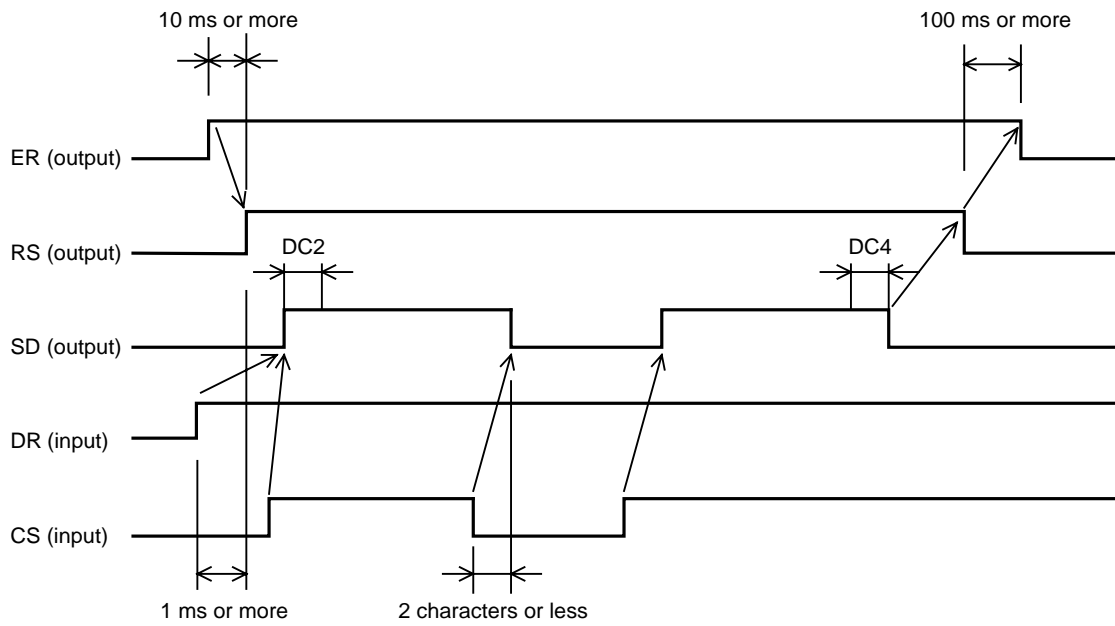 10 ms or more
100 ms or more
ER (output)
RS (output)
DC2
DC4
SD (output)
DR (input)
CS (input)
1 ms or more
2 characters or less